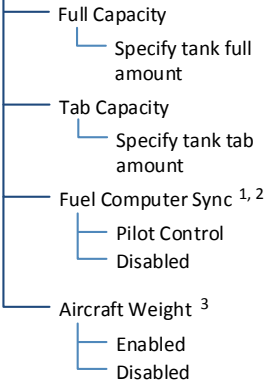 Full Capacity
Specify tank full
amount
Tab Capacity
Specify tank tab
amount
Fuel Computer Sync 1, 2
Pilot Control
Disabled
Aircraft Weight 3
Enabled
Disabled